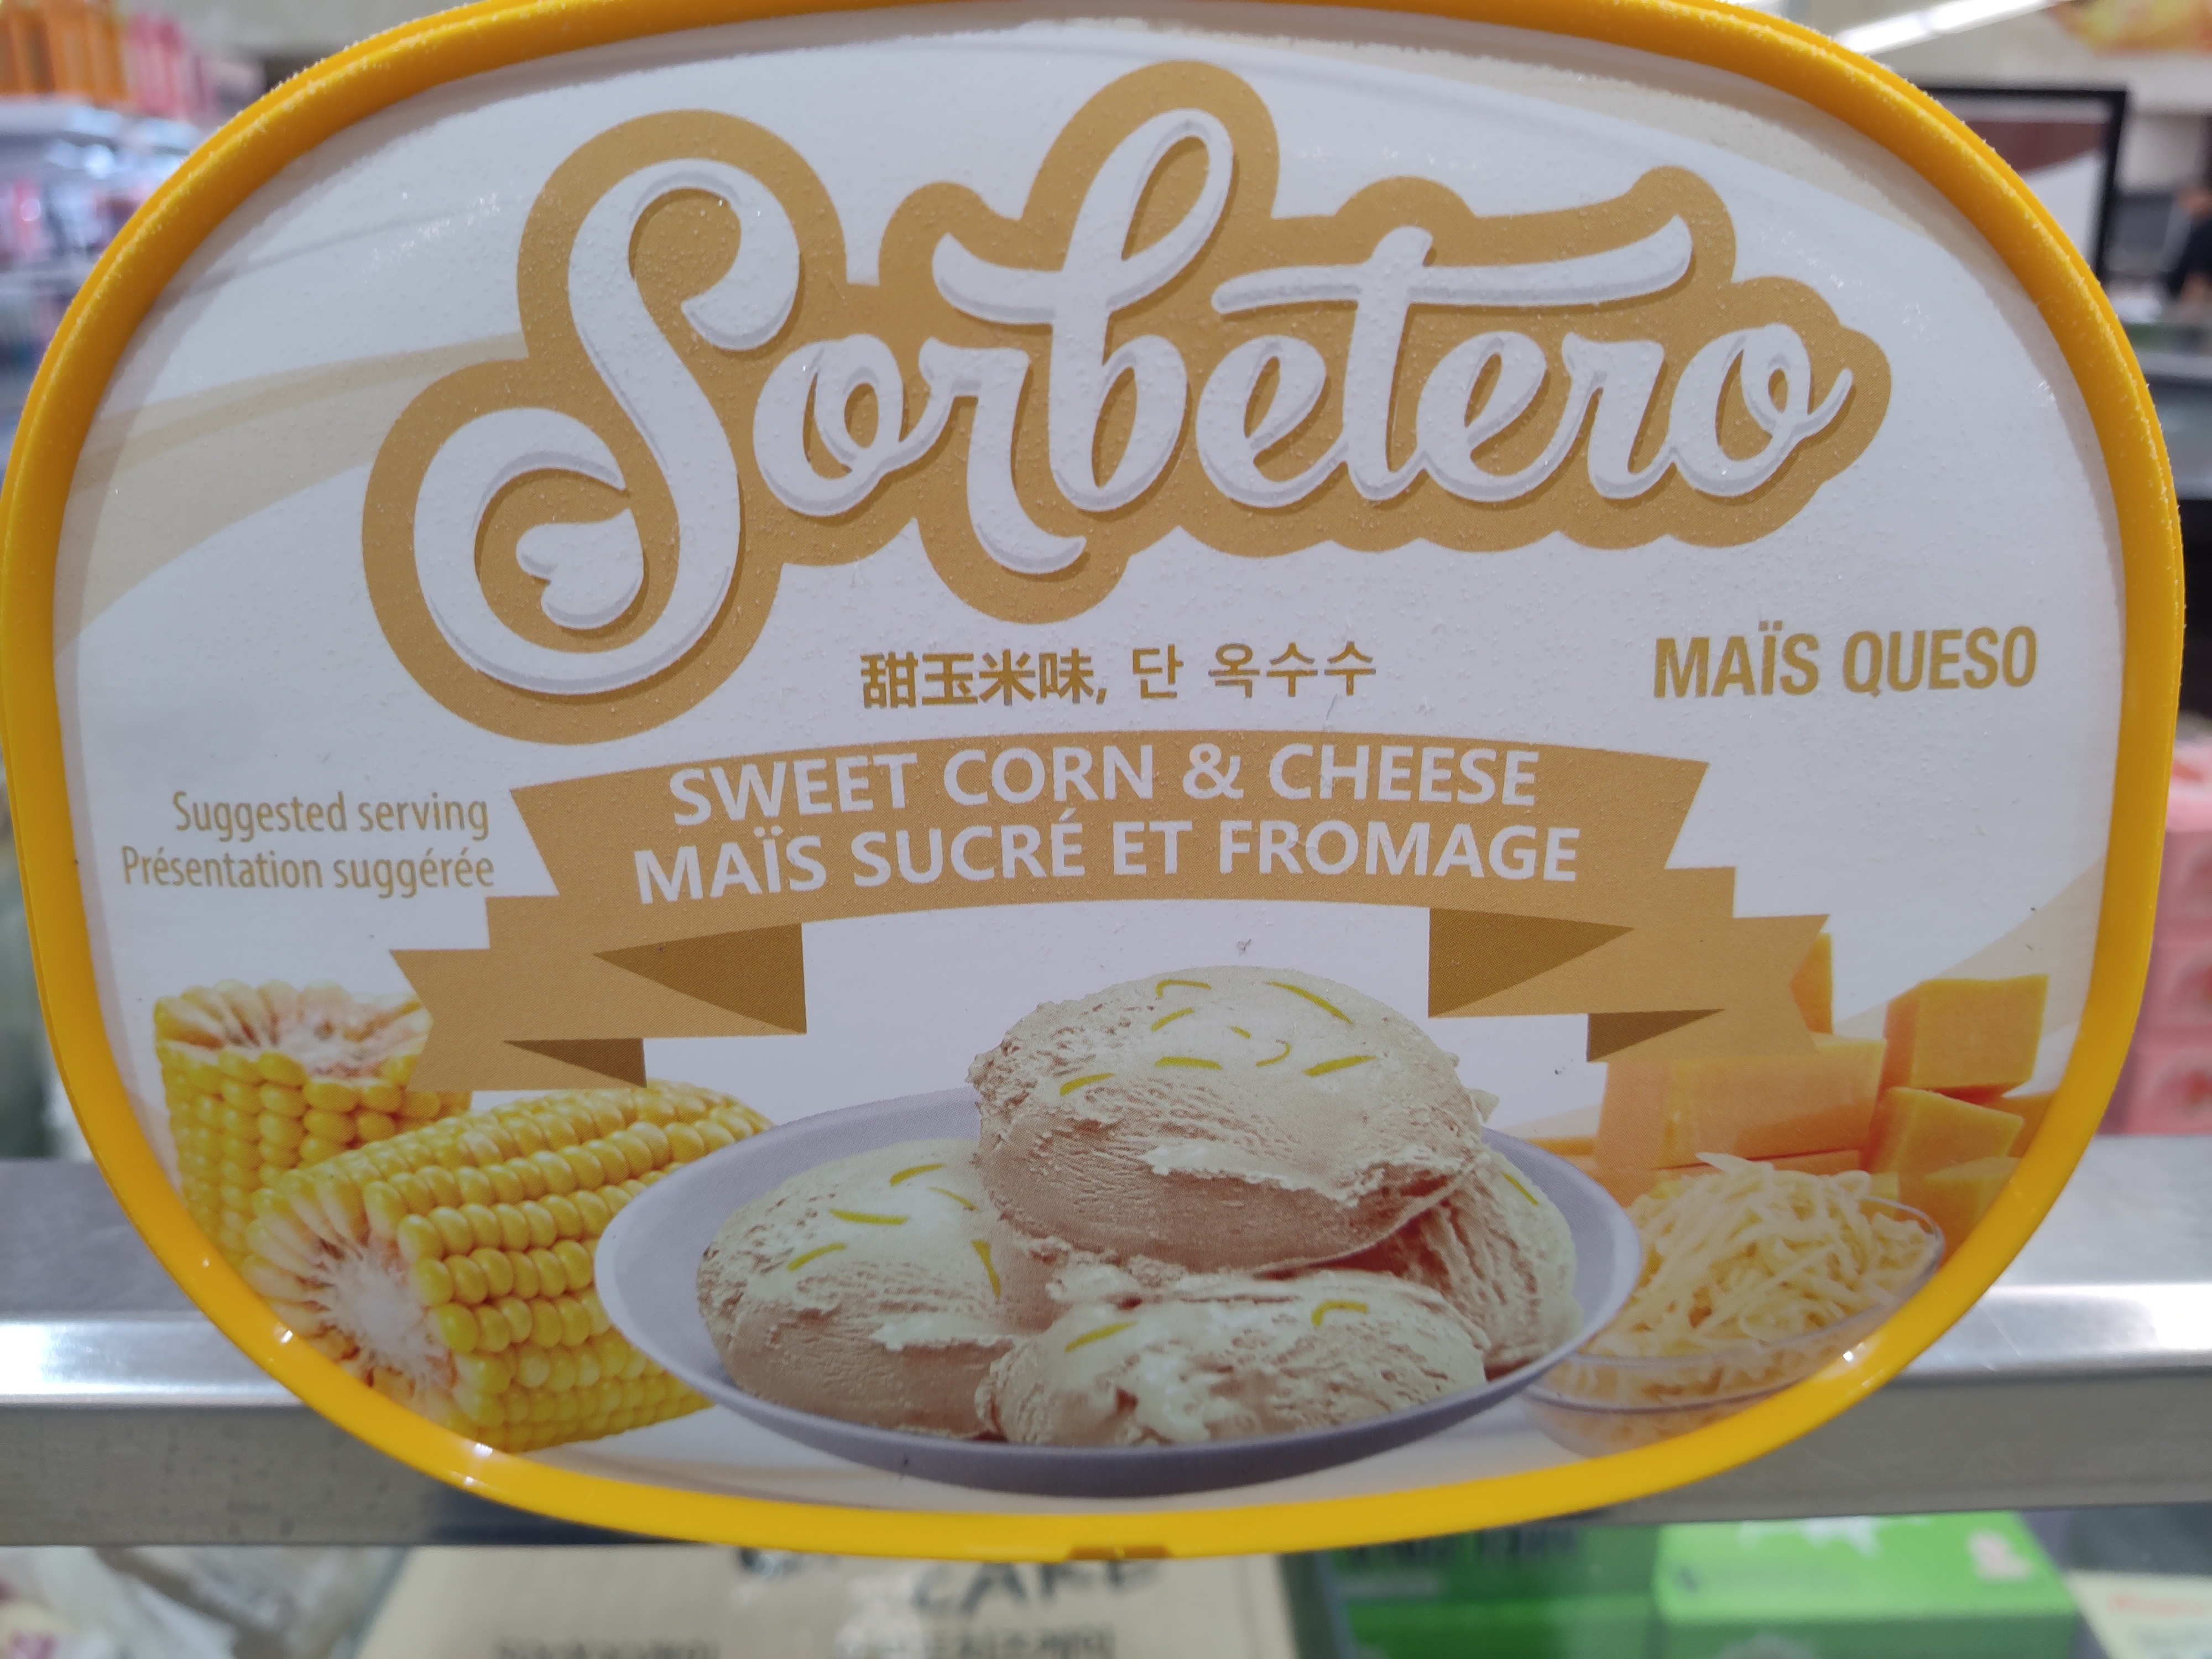 Sorbetero
甜玉米味, 단 옥수수
MAÏS QUESO
SWEET CORN & CHEESE
MAÏS SUCRÉ ET FROMAGE
Suggested serving
Présentation suggérée
CAKE